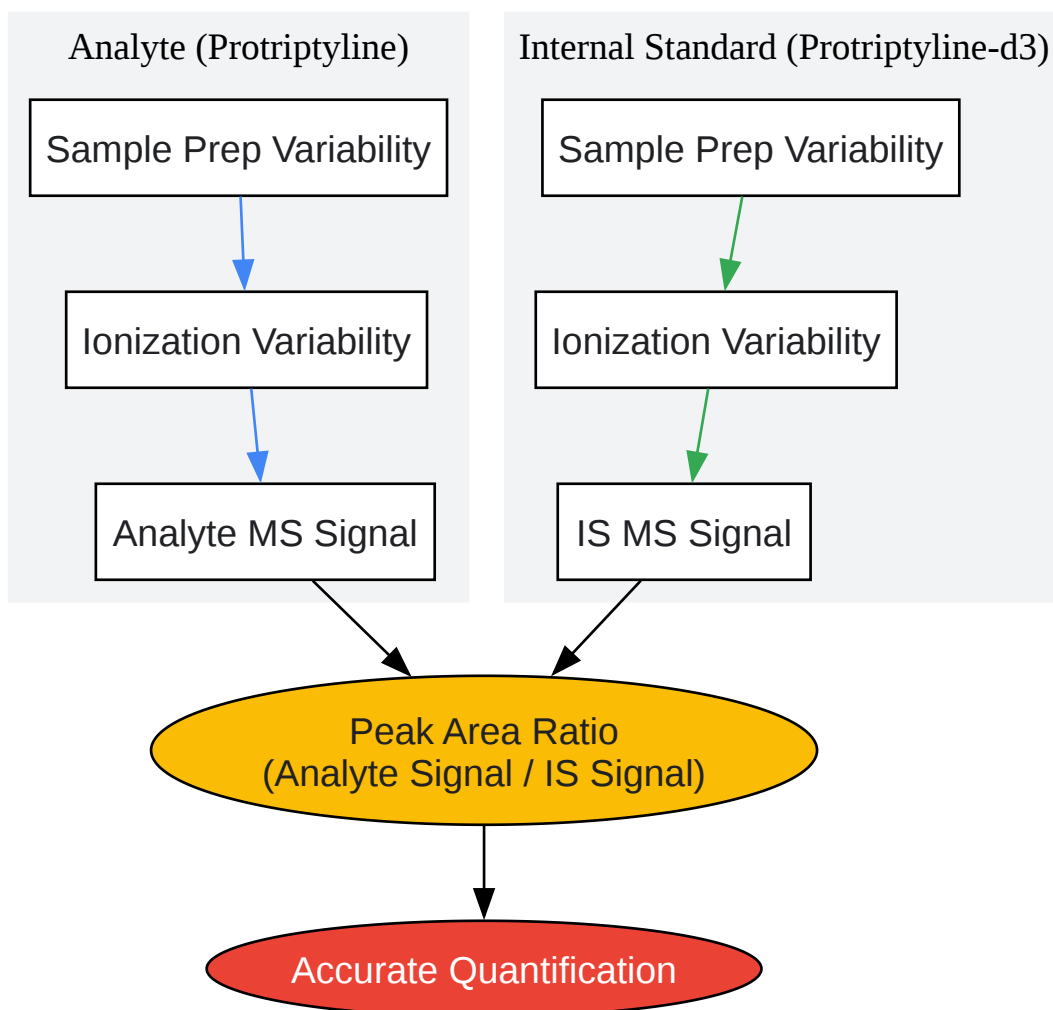 Analyte (Protriptyline)
Sample Prep Variability
Ionization Variability
Analyte MS Signal
Internal Standard (Protriptyline-d3)
Sample Prep Variability
Ionization Variability
IS MS Signal
Peak Area Ratio
(Analyte Signal / IS Signal)
Accurate Quantification